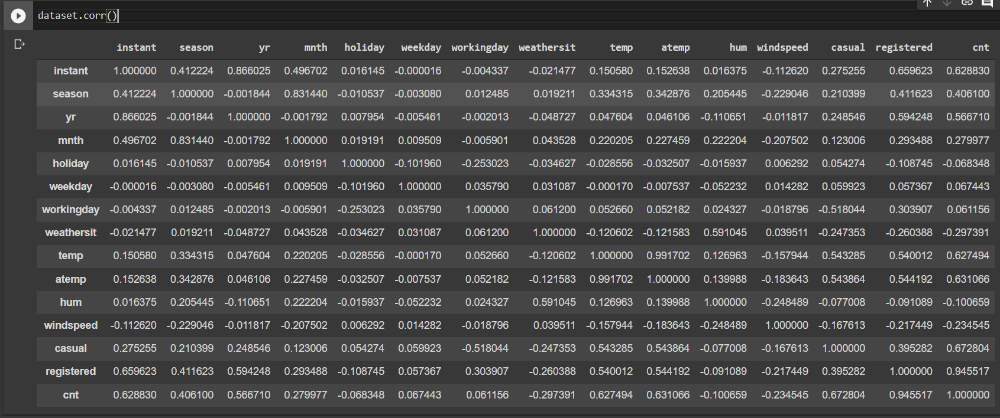 dataset.corr()
instant season yr mnth holiday weekday workingday weathersit temp atemp hum windspeed casual registered cnt
instant 1.000000 0.412224 0.866025 0.496702 0.016145 -0.000016 -0.004337 -0.021477 0.150580 0.152638 0.016375 -0.112620 0.275255 0.659623 0.628830
season 0.412224 1.000000 -0.001844 0.831440 -0.010537 -0.003080 0.012485 0.019211 0.334315 0.342876 0.205445 -0.229046 0.210399 0.411623 0.406100
yr 0.866025 -0.001844 1.000000 -0.001792 0.007954 -0.005461 -0.002013 -0.048727 0.047604 0.046106 -0.110651 -0.011817 0.248546 0.594248 0.566710
mnth 0.496702 0.831440 -0.001792 1.000000 0.019191 0.009509 -0.005901 0.043528 0.220205 0.227459 0.222204 -0.207502 0.123006 0.293488 0.279977
holiday 0.016145 -0.010537 0.007954 0.019191 1.000000 -0.101960 -0.253023 -0.034627 -0.028556 -0.032507 -0.015937 0.006292 0.054274 -0.108745 -0.068348
weekday -0.000016 -0.003080 -0.005461 0.009509 -0.101960 1.000000 0.035790 0.031087 -0.000170 -0.007537 -0.052232 0.014282 0.059923 0.057367 0.067443
workingday -0.004337 0.012485 -0.002013 -0.005901 -0.253023 0.035790 1.000000 0.061200 0.052660 0.052182 0.024327 -0.018796 -0.518044 0.303907 0.061156
weathersit -0.021477 0.019211 -0.048727 0.043528 -0.034627 0.031087 0.061200 1.000000 -0.120602 -0.121583 0.591045 0.039511 -0.247353 -0.260388 -0.297391
temp 0.150580 0.334315 0.047604 0.220205 -0.028556 -0.000170 0.052660 -0.120602 1.000000 0.991702 0.126963 -0.157944 0.543285 0.540012 0.627494
atemp 0.152638 0.342876 0.046106 0.227459 -0.032507 -0.007537 0.052182 -0.121583 0.991702 1.000000 0.139988 -0.183643 0.543864 0.544192 0.631066
hum 0.016375 0.205445 -0.110651 0.222204 -0.015937 -0.052232 0.024327 0.591045 0.126963 0.139988 1.000000 -0.248489 -0.077008 -0.091089 -0.100659
windspeed -0.112620 -0.229046 -0.011817 -0.207502 0.006292 0.014282 -0.018796 0.039511 -0.157944 -0.183643 -0.248489 1.000000 -0.167613 -0.217449 -0.234545
casual 0.275255 0.210399 0.248546 0.123006 0.054274 0.059923 -0.518044 -0.247353 0.543285 0.543864 -0.077008 -0.167613 1.000000 0.395282 0.672804
registered 0.659623 0.411623 0.594248 0.293488 -0.108745 0.057367 0.303907 -0.260388 0.540012 0.544192 -0.091089 -0.217449 0.395282 1.000000 0.945517
cnt 0.628830 0.406100 0.566710 0.279977 -0.068348 0.067443 0.061156 -0.297391 0.627494 0.631066 -0.100659 -0.234545 0.672804 0.945517 1.000000